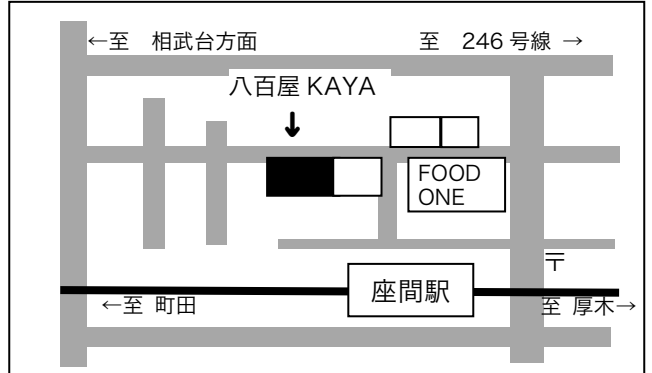 ←至 相武台方面
至 246号線 →
八百屋 KAYA
↓
FOOD
ONE
〒
座間駅
←至 町田
至 厚木→